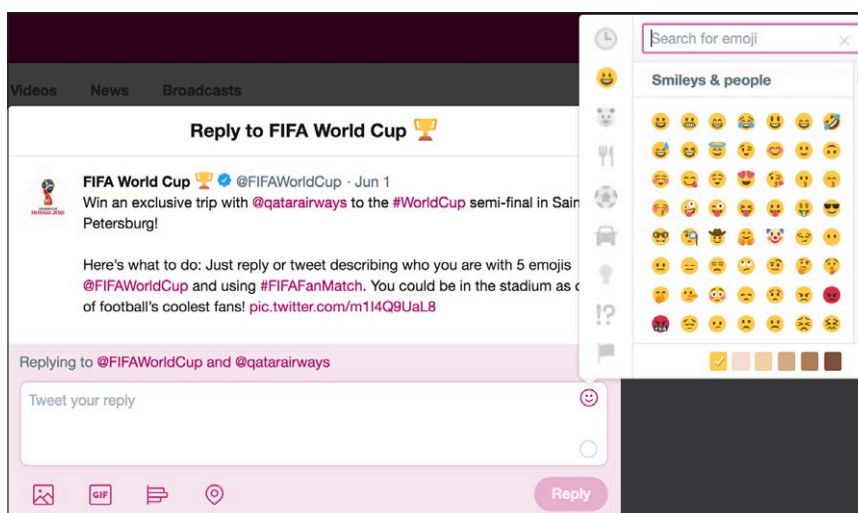 Search for emoji
Smileys & people
Videos News Broadcasts
Reply to FIFA World Cup 🏆
FIFA World Cup 🏆 @FIFAWorldCup · Jun 1
Win an exclusive trip with @qatarairways to the #WorldCup semi-final in Sain
Petersburg!
Here's what to do: Just reply or tweet describing who you are with 5 emojis
@FIFAWorldCup and using #FIFAFanMatch. You could be in the stadium as
of football's coolest fans! pic.twitter.com/m1I4Q9UaL8
RUSSIA 2018
Replying to @FIFAWorldCup and @qatarairways
Tweet your reply
GIF
Reply